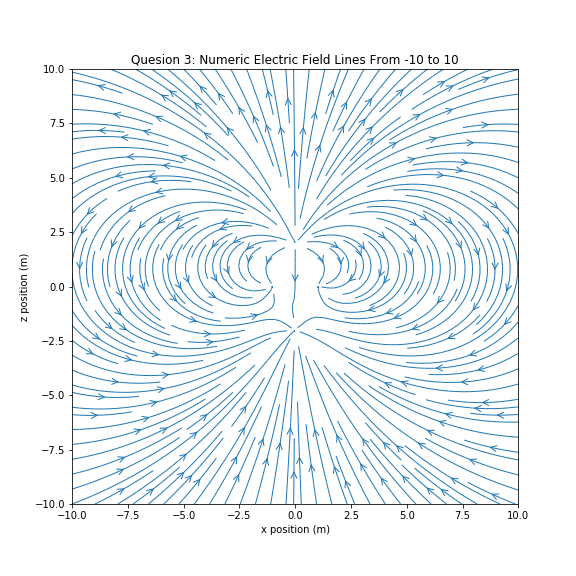 Quesion 3: Numeric Electric Field Lines From -10 to 10
10.0
7.5
5.0
2.5
0.0
−2.5
−5.0
−7.5
−10.0
z position (m)
−10.0 −7.5 −5.0 −2.5 0.0 2.5 5.0 7.5 10.0
x position (m)